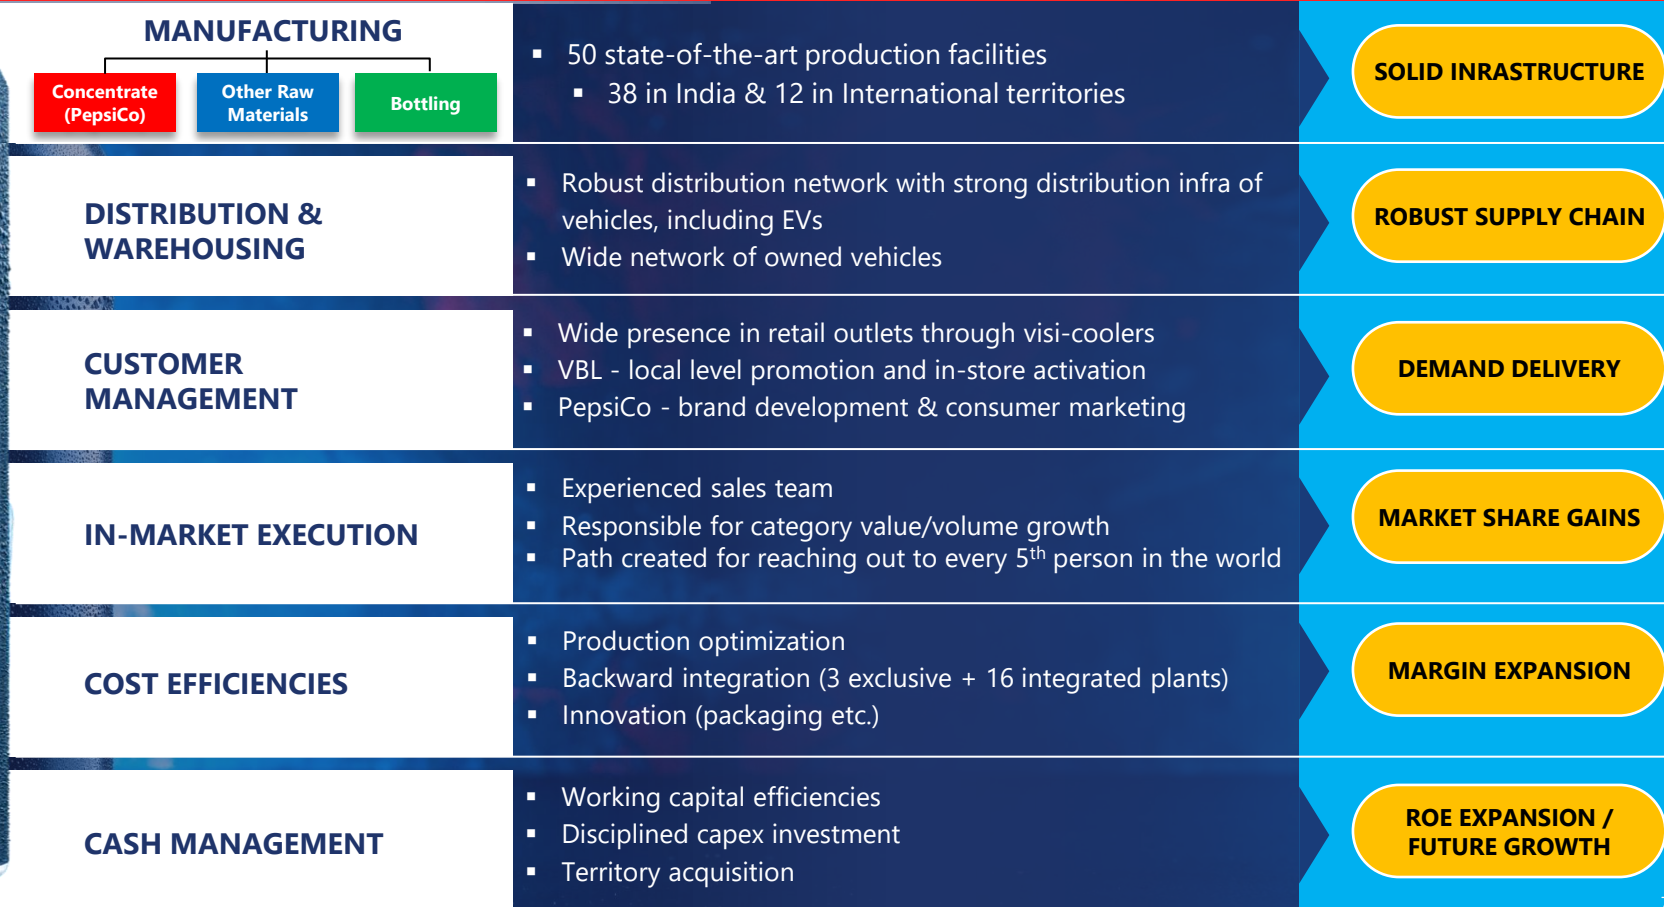 MANUFACTURING
Concentrate
(PepsiCo)
Other Raw
Materials
Bottling
▪ 50 state-of-the-art production facilities
▪ 38 in India & 12 in International territories
SOLID INRASTRUCTURE
DISTRIBUTION &
WAREHOUSING
▪ Robust distribution network with strong distribution infra of
vehicles, including EVs
▪ Wide network of owned vehicles
ROBUST SUPPLY CHAIN
CUSTOMER
MANAGEMENT
▪ Wide presence in retail outlets through visi-coolers
▪ VBL - local level promotion and in-store activation
▪ PepsiCo - brand development & consumer marketing
DEMAND DELIVERY
IN-MARKET EXECUTION
▪ Experienced sales team
▪ Responsible for category value/volume growth
▪ Path created for reaching out to every 5th person in the world
MARKET SHARE GAINS
COST EFFICIENCIES
▪ Production optimization
▪ Backward integration (3 exclusive + 16 integrated plants)
▪ Innovation (packaging etc.)
MARGIN EXPANSION
CASH MANAGEMENT
▪ Working capital efficiencies
▪ Disciplined capex investment
▪ Territory acquisition
ROE EXPANSION /
FUTURE GROWTH